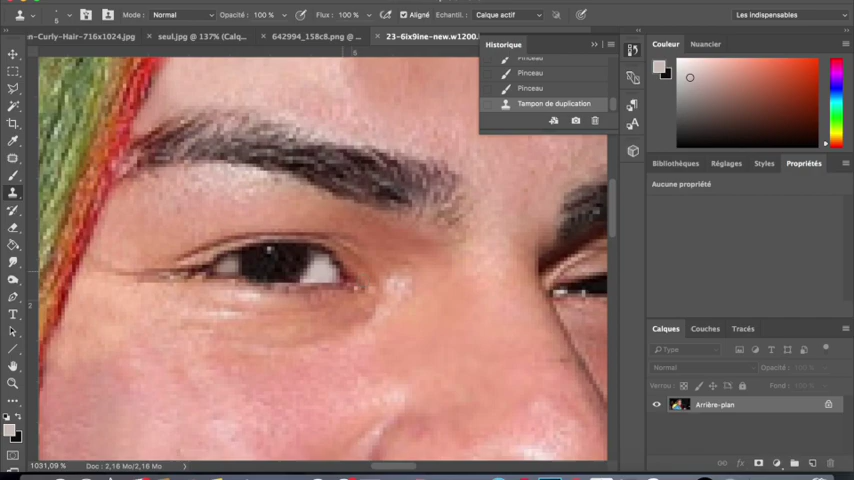 5
Mode : Normal
Opacité : 100 %
Flux : 100 %
Aligné
Echantil. : Calque actif
Les indispensables
n-Curly-Hair-716x1024.jpg
seul.jpg @ 137% (Calq...
642994_158c8.png @ ...
23-6ix9ine-new.w1200.
5
2
Historique
Pinceau
Pinceau
Pinceau
Tampon de duplication
Couleur
Nuancier
Bibliothèques
Réglages
Styles
Propriétés
Aucune propriété
Calques
Couches
Tracés
Type
Normal
Opacité : 100 %
Verrou :
Fond : 100 %
Arrière-plan
1031,09 %
Doc : 2,16 Mo/2,16 Mo